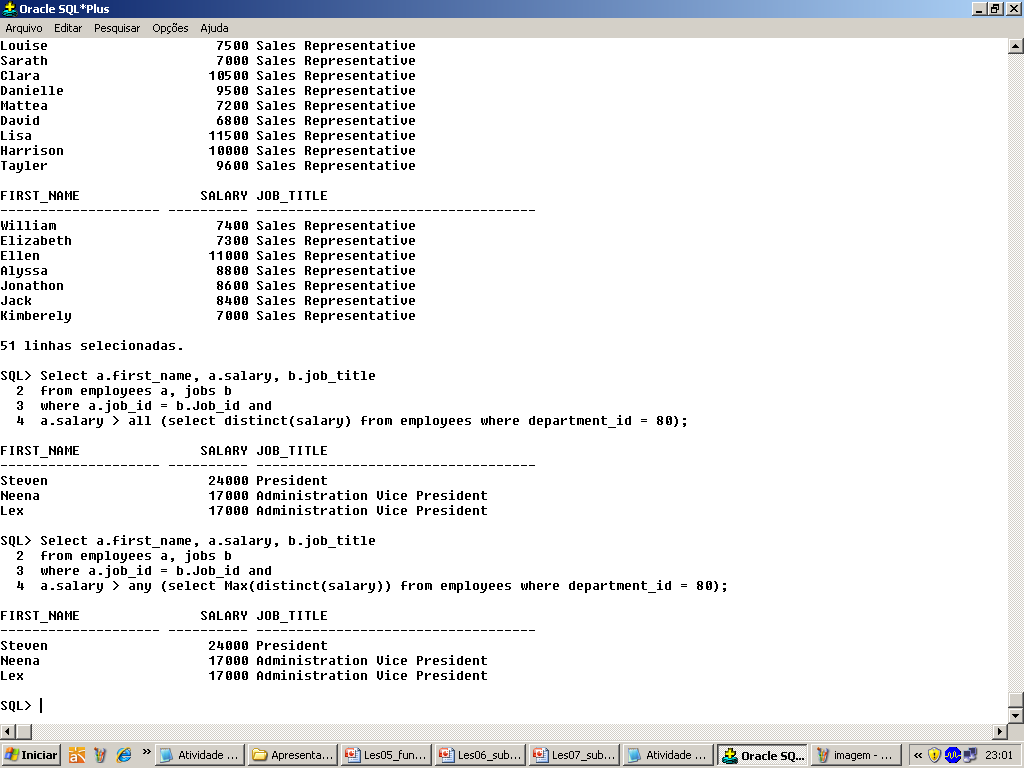 Oracle SQL*Plus
Arquivo Editar Pesquisar Opções Ajuda
Louise 7500 Sales Representative
Sarath 7000 Sales Representative
Clara 10500 Sales Representative
Danielle 9500 Sales Representative
Mattea 7200 Sales Representative
David 6800 Sales Representative
Lisa 11500 Sales Representative
Harrison 10000 Sales Representative
Tayler 9600 Sales Representative
FIRST_NAME SALARY JOB_TITLE
-------------------- ---------- -----------------------------------
William 7400 Sales Representative
Elizabeth 7300 Sales Representative
Ellen 11000 Sales Representative
Alyssa 8800 Sales Representative
Jonathon 8600 Sales Representative
Jack 8400 Sales Representative
Kimberely 7000 Sales Representative
51 linhas selecionadas.
SQL> Select a.first_name, a.salary, b.job_title
2 from employees a, jobs b
3 where a.job_id = b.Job_id and
4 a.salary > all (select distinct(salary) from employees where department_id = 80);
FIRST_NAME SALARY JOB_TITLE
-------------------- ---------- -----------------------------------
Steven 24000 President
Neena 17000 Administration Vice President
Lex 17000 Administration Vice President
SQL> Select a.first_name, a.salary, b.job_title
2 from employees a, jobs b
3 where a.job_id = b.Job_id and
4 a.salary > any (select Max(distinct(salary)) from employees where department_id = 80);
FIRST_NAME SALARY JOB_TITLE
-------------------- ---------- -----------------------------------
Steven 24000 President
Neena 17000 Administration Vice President
Lex 17000 Administration Vice President
SQL>
Iniciar » Atividade ... Apresenta... Les05_fun... Les06_sub... Les07_sub... Atividade ... Oracle SQ... imagem - ... « 23:01